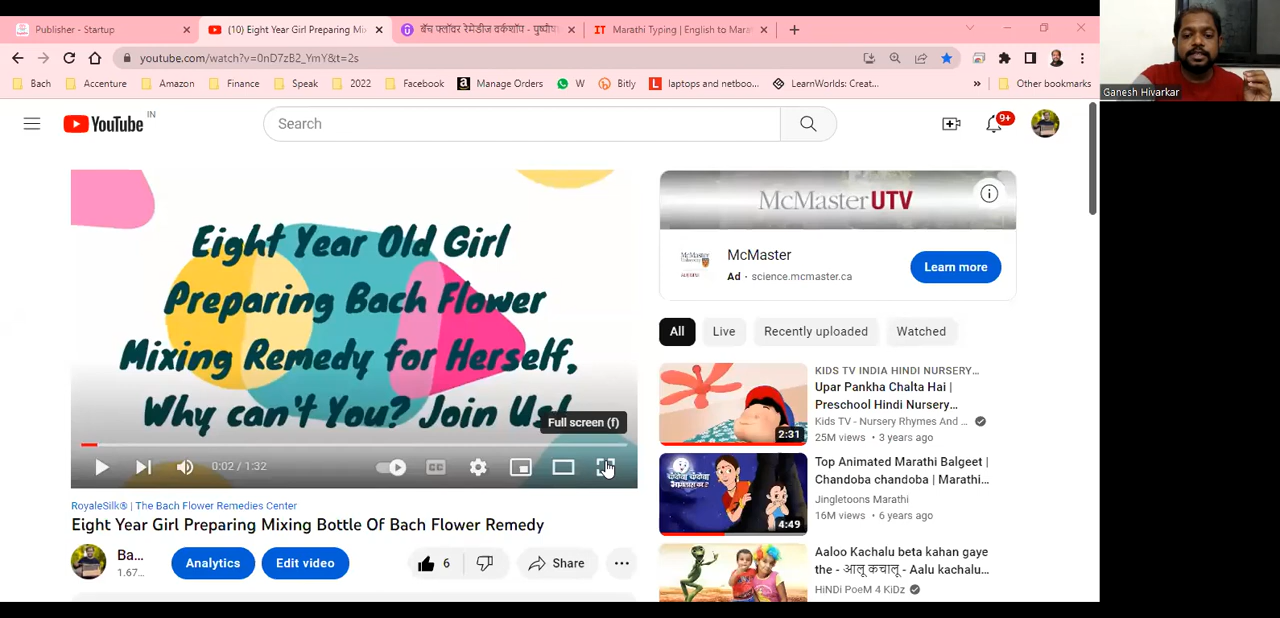 Publisher - Startup
(10) Eight Year Girl Preparing Mi
बॅच फ्लॉवर रेमेडीज वर्कशॉप - पुष्पौष
IT Marathi Typing | English to Mara
youtube.com/watch?v=0nD7zB2_YmY&t=2s
Bach
Accenture
Amazon
Finance
Speak
2022
Facebook
a Manage Orders
W
Bitly
L laptops and netboo...
LearnWorlds: Creat...
»
Other bookmarks
Ganesh Hivarkar
YouTube IN
Search
9+
Eight Year Old Girl
Preparing Bach Flower
Mixing Remedy for Herself,
Why can't You? Join Us!
Full screen (f)
0:02 / 1:32
CC
RoyaleSilk® | The Bach Flower Remedies Center
Eight Year Girl Preparing Mixing Bottle Of Bach Flower Remedy
Ba...
1.67...
Analytics
Edit video
6
Share
McMaster UTV
McMaster
Ad · science.mcmaster.ca
Learn more
All
Live
Recently uploaded
Watched
2:31
KIDS TV INDIA HINDI NURSERY...
Upar Pankha Chalta Hai |
Preschool Hindi Nursery...
Kids TV - Nursery Rhymes And ...
25M views • 3 years ago
4:49
Top Animated Marathi Balgeet |
Chandoba chandoba | Marathi...
Jingletoons Marathi
16M views • 6 years ago
Aaloo Kachalu beta kahan gaye
the - आलू कचालू - Aalu kachalu...
HiNDi PoeM 4 KiDz